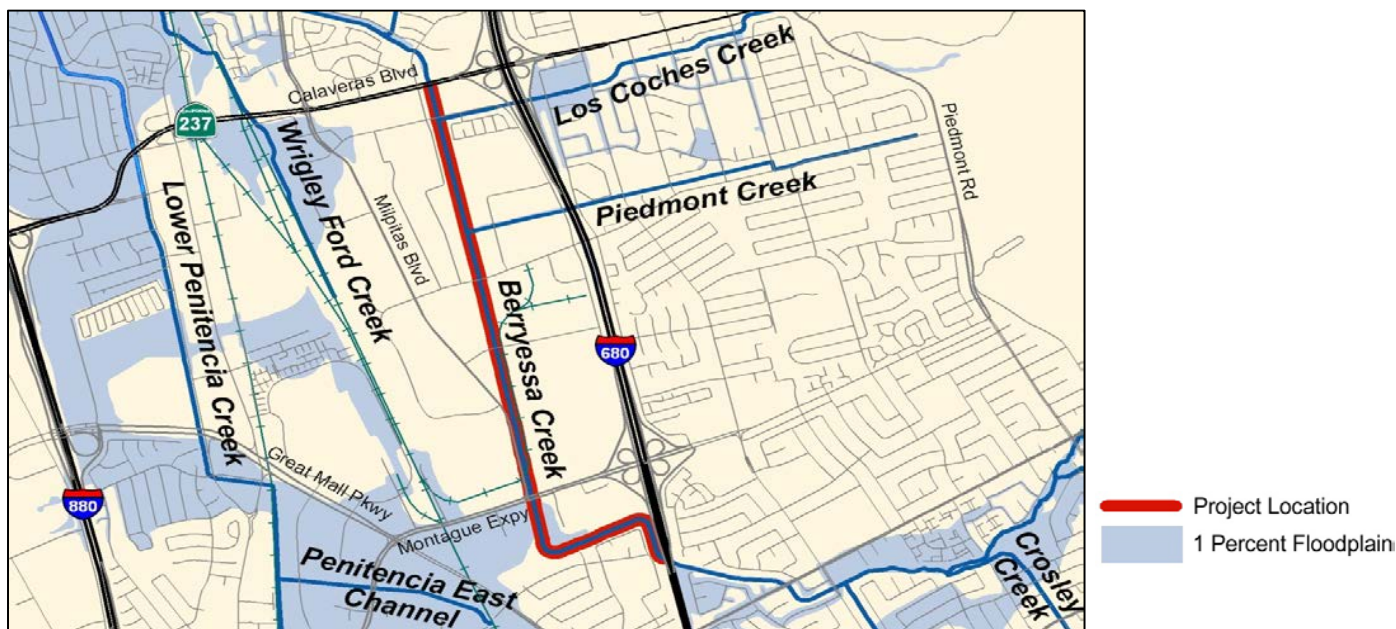 Los Coches Creek
Calaveras Blvd
CALIFORNIA
237
Piedmont Rd
Wrigley Ford Creek
Piedmont Creek
Lower Penitencia Creek
Milpitas Blvd
Berryessa Creek
680
Great Mall Pkwy
880
Montague Expy
Project Location
1 Percent Floodplain
Penitencia East
Channel
Crosley
Creek